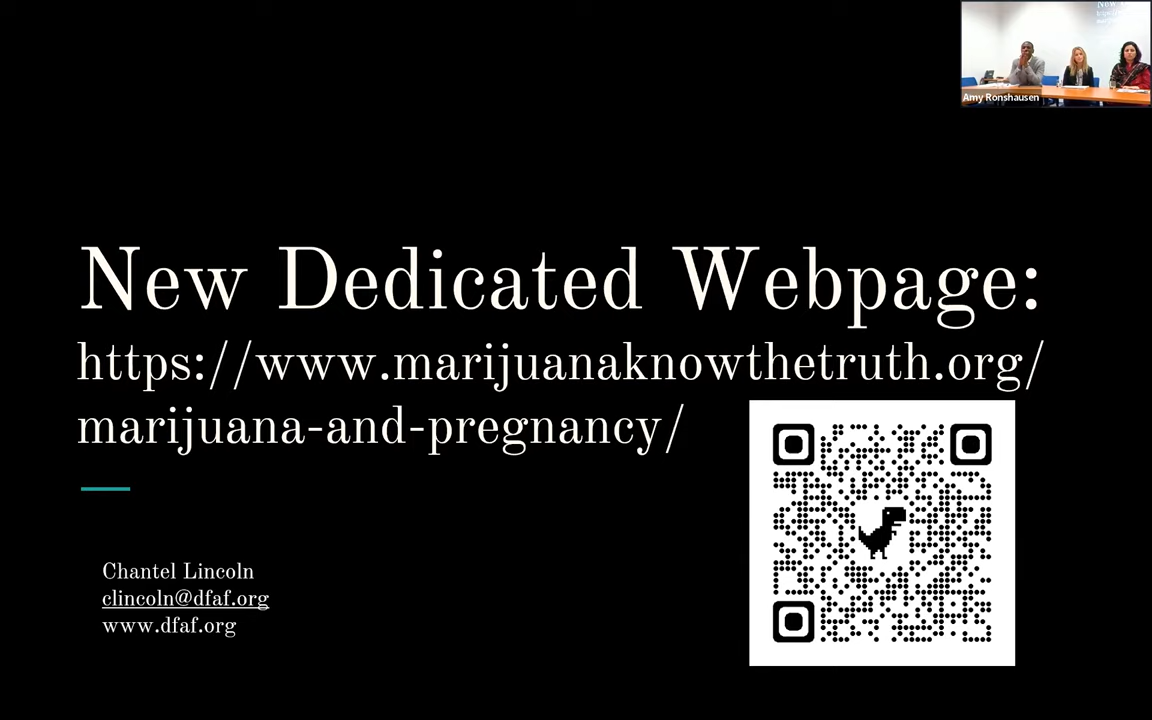 Amy Ronshausen
New Dedicated Webpage:
https://www.marijuanaknowthetruth.org/
marijuana-and-pregnancy/
Chantel Lincoln
clincoln@dfaf.org
www.dfaf.org